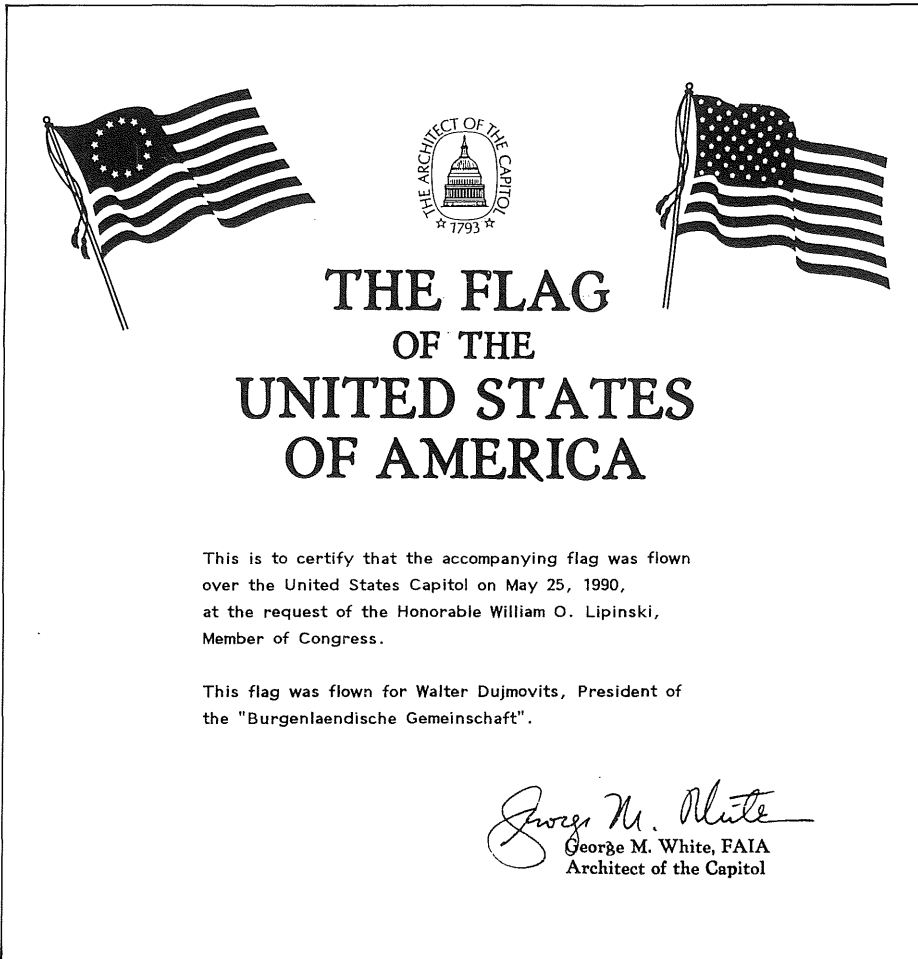 THE ARCHITECT OF THE CAPITOL
☆ 1793 ☆
THE FLAG
OF THE
UNITED STATES
OF AMERICA
This is to certify that the accompanying flag was flown
over the United States Capitol on May 25, 1990,
at the request of the Honorable William O. Lipinski,
Member of Congress.
This flag was flown for Walter Dujmovits, President of
the "Burgenlaendische Gemeinschaft".
George M. White
George M. White, FAIA
Architect of the Capitol